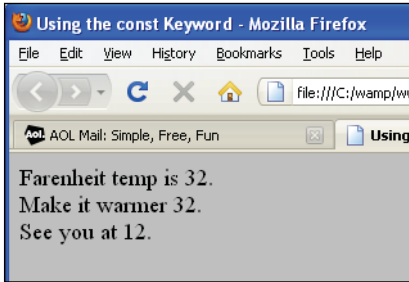 Using the const Keyword - Mozilla Firefox
File Edit View History Bookmarks Tools Help
file:///C:/wamp/w
AOL AOL Mail: Simple, Free, Fun Using
Farenheit temp is 32.
Make it warmer 32.
See you at 12.